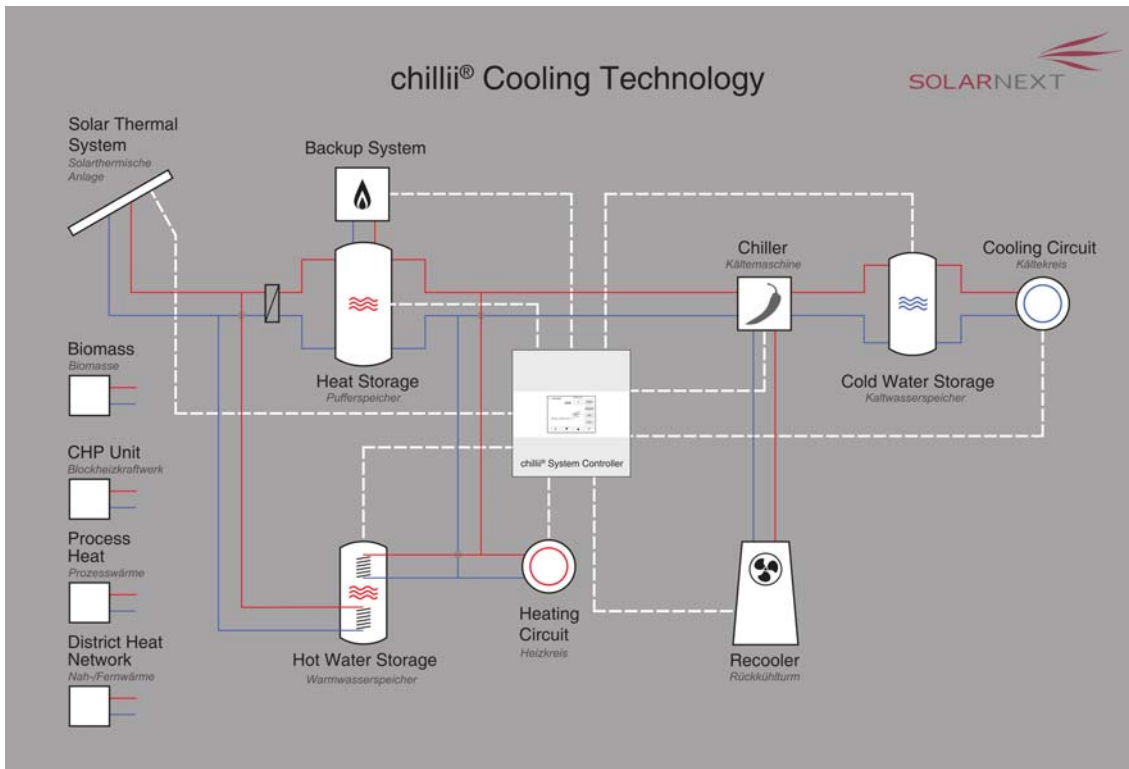 chillii® Cooling Technology
SOLARNEXT
Solar Thermal
System
Solarthermische
Anlage
Backup System
Chiller
Kältemaschine
Cooling Circuit
Kältekreis
Biomass
Biomasse
Heat Storage
Pufferspeicher
Cold Water Storage
Kaltwasserspeicher
CHP Unit
Blockheizkraftwerk
chillii® System Controller
Process
Heat
Prozesswärme
Heating
Circuit
Heizkreis
District Heat
Network
Nah-/Fernwärme
Hot Water Storage
Warmwasserspeicher
Recooler
Rückkühlturm